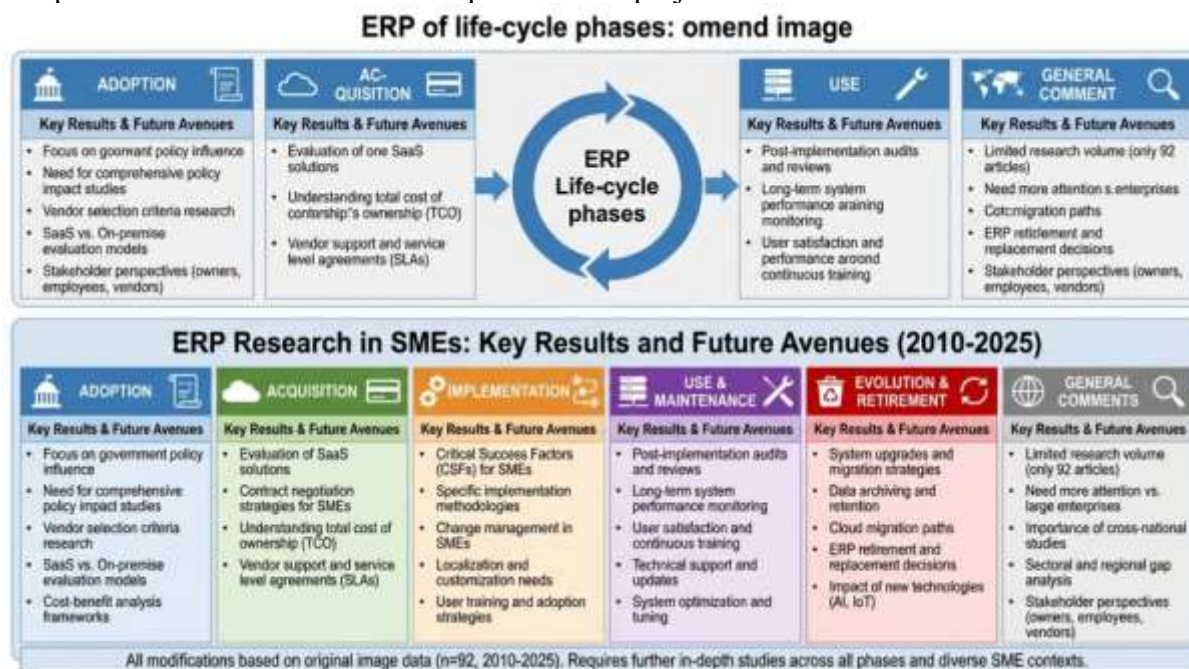 ERP of life-cycle phases: omend image
ADOPTION
Key Results & Future Avenues
• Focus on goormant policy influence
• Need for comprehensive policy
impact studies
• Vendor selection criteria research
• SaaS vs. On-premise
evaluation models
• Stakeholder perspectives (owners,
employees, vendors)
AC-
QUISITION
Key Results & Future Avenues
• Evaluation of one SaaS
solutions
• Understanding total cost of
contorship's ownership (TCO)
• Vendor support and service
level agreements (SLAs)
ERP
Life-cycle
phases
USE
Key Results & Future Avenues
• Post-implementation audits
and reviews
• Long-term system
performance araining
monitoring
• User satisfaction and
performance around
continuous training
GENERAL
COMMENT
Key Results & Future Avenues
• Limited research volume (only 92
articles)
• Need more attention s.enterprises
• Cotcmigration paths
• ERP reticlement and
replacement decisions
• Stakeholder perspectives (owners,
employees, vendors)
ERP Research in SMEs: Key Results and Future Avenues (2010-2025)
ADOPTION
Key Results & Future Avenues
• Focus on government policy
influence
• Need for comprehensive
policy impact studies
• Vendor selection criteria
research
• SaaS vs. On-premise
evaluation models
• Cost-benefit analysis
frameworks
ACQUISITION
Key Results & Future Avenues
• Evaluation of SaaS
solutions
• Contract negotiation
strategies for SMEs
• Understanding total cost of
ownership (TCO)
• Vendor support and service
level agreements (SLAs)
IMPLEMENTATION
Key Results & Future Avenues
• Critical Success Factors
(CSFs) for SMEs
• Specific implementation
methodologies
• Change management in
SMEs
• Localization and
customization needs
• User training and adoption
strategies
USE &
MAINTENANCE
Key Results & Future Avenues
• Post-implementation audits
and reviews
• Long-term system
performance monitoring
• User satisfaction and
continuous training
• Technical support and
updates
• System optimization and
tuning
EVOLUTION &
RETIREMENT
Key Results & Future Avenues
• System upgrades and
migration strategies
• Data archiving and
retention
• Cloud migration paths
• ERP retirement and
replacement decisions
• Impact of new technologies
(AI, IoT)
GENERAL
COMMENTS
Key Results & Future Avenues
• Limited research volume
(only 92 articles)
• Need more attention vs.
large enterprises
• Importance of cross-national
studies
• Sectoral and regional gap
analysis
• Stakeholder perspectives
(owners, employees,
vendors)
All modifications based on original image data (n=92, 2010-2025). Requires further in-depth studies across all phases and diverse SME contexts.